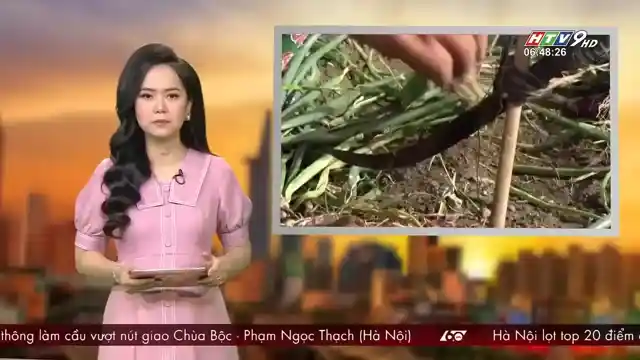 HTV9 HD
06:48:26
thông làm cầu vượt nút giao Chùa Bộc - Phạm Ngọc Thạch (Hà Nội) 60 Hà Nội lọt top 20 điểm